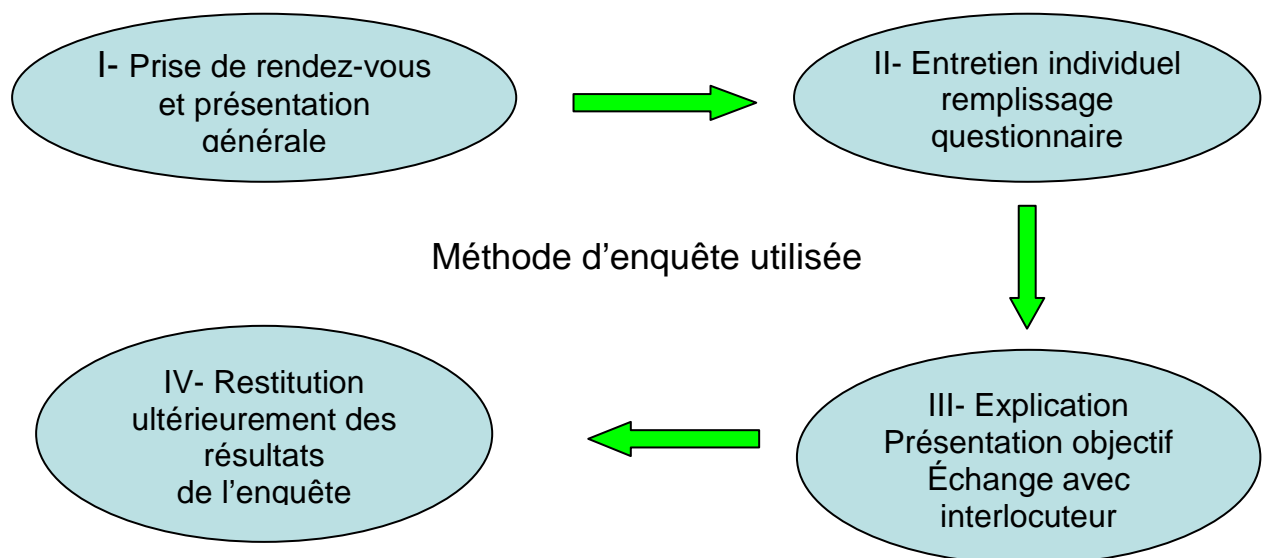 I- Prise de rendez-vous
et présentation
générale
II- Entretien individuel
remplissage
questionnaire
Méthode d'enquête utilisée
III- Explication
Présentation objectif
Échange avec
interlocuteur
IV- Restitution
ultérieurement des
résultats
de l'enquête